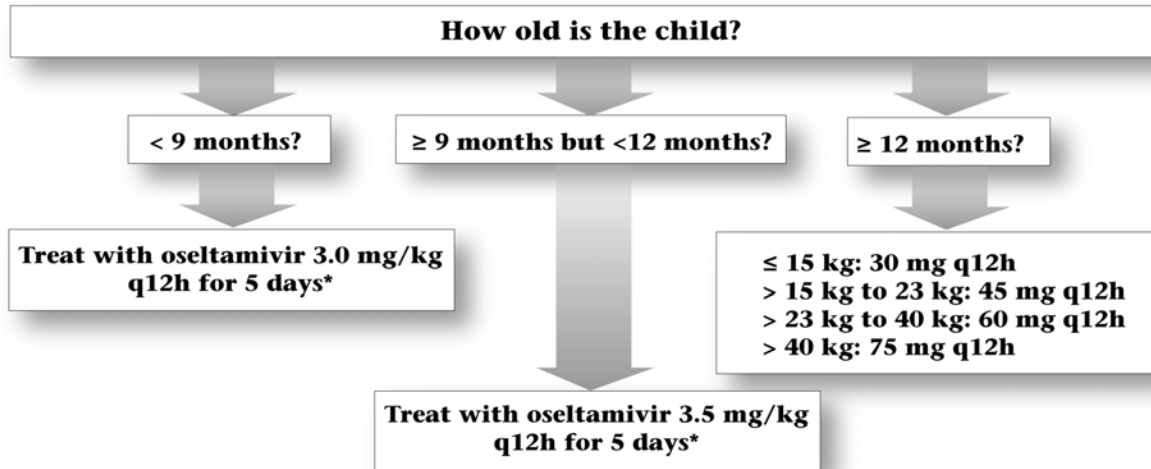 How old is the child?
< 9 months?
≥ 9 months but <12 months?
≥ 12 months?
Treat with oseltamivir 3.0 mg/kg
q12h for 5 days*
≤ 15 kg: 30 mg q12h
> 15 kg to 23 kg: 45 mg q12h
> 23 kg to 40 kg: 60 mg q12h
> 40 kg: 75 mg q12h
Treat with oseltamivir 3.5 mg/kg
q12h for 5 days*